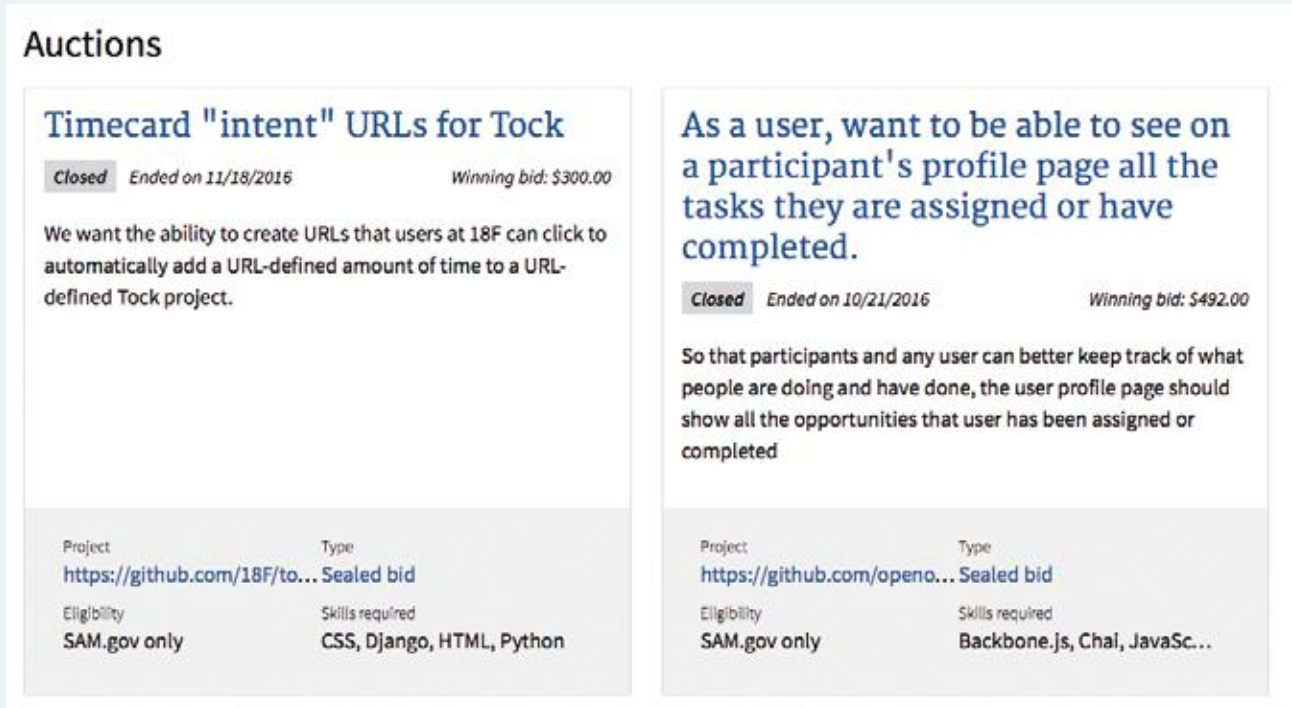 Auctions
Timecard "intent" URLs for Tock
Closed Ended on 11/18/2016 Winning bid: $300.00
We want the ability to create URLs that users at 18F can click to
automatically add a URL-defined amount of time to a URL-
defined Tock project.
Project Type
https://github.com/18F/to... Sealed bid
Eligibility Skills required
SAM.gov only CSS, Django, HTML, Python
As a user, want to be able to see on
a participant's profile page all the
tasks they are assigned or have
completed.
Closed Ended on 10/21/2016 Winning bid: $492.00
So that participants and any user can better keep track of what
people are doing and have done, the user profile page should
show all the opportunities that user has been assigned or
completed
Project Type
https://github.com/openo... Sealed bid
Eligibility Skills required
SAM.gov only Backbone.js, Chai, JavaSc...